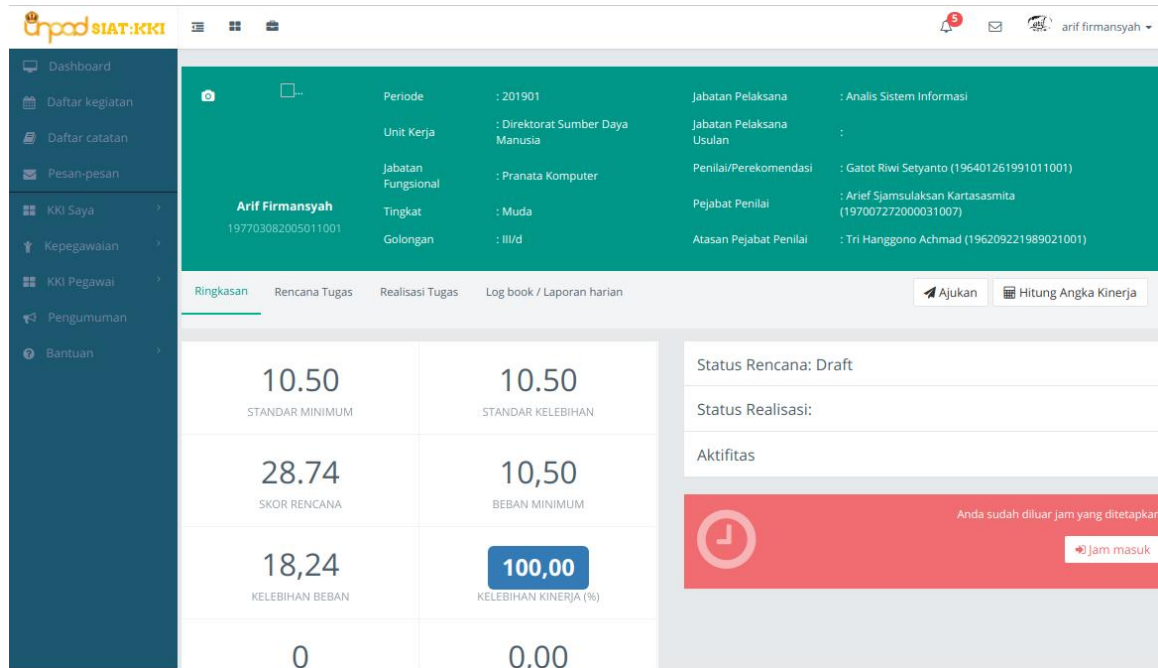 unpad SIAT:KKI
5
arif firmansyah
Dashboard
Daftar kegiatan
Daftar catatan
Pesan-pesan
KKI Saya
Kepegawaian
KKI Pegawai
Pengumuman
Bantuan
Arif Firmansyah
197703082005011001
Periode : 201901
Unit Kerja : Direktorat Sumber Daya
Manusia
Jabatan
Fungsional : Pranata Komputer
Tingkat : Muda
Golongan : III/d
Jabatan Pelaksana : Analis Sistem Informasi
Jabatan Pelaksana
Usulan :
Penilai/Perekomendasi : Gatot Riwi Setyanto (196401261991011001)
Pejabat Penilai : Arief Sjamsulaksan Kartasasmita
(197007272000031007)
Atasan Pejabat Penilai : Tri Hanggono Achmad (196209221989021001)
Ringkasan Rencana Tugas Realisasi Tugas Log book / Laporan harian
Ajukan Hitung Angka Kinerja
10.50
STANDAR MINIMUM
10.50
STANDAR KELEBIHAN
28.74
SKOR RENCANA
10,50
BEBAN MINIMUM
18,24
KELEBIHAN BEBAN
100,00
KELEBIHAN KINERJA (%)
0
0,00
Status Rencana: Draft
Status Realisasi:
Aktifitas
Anda sudah diluar jam yang ditetapkan
Jam masuk